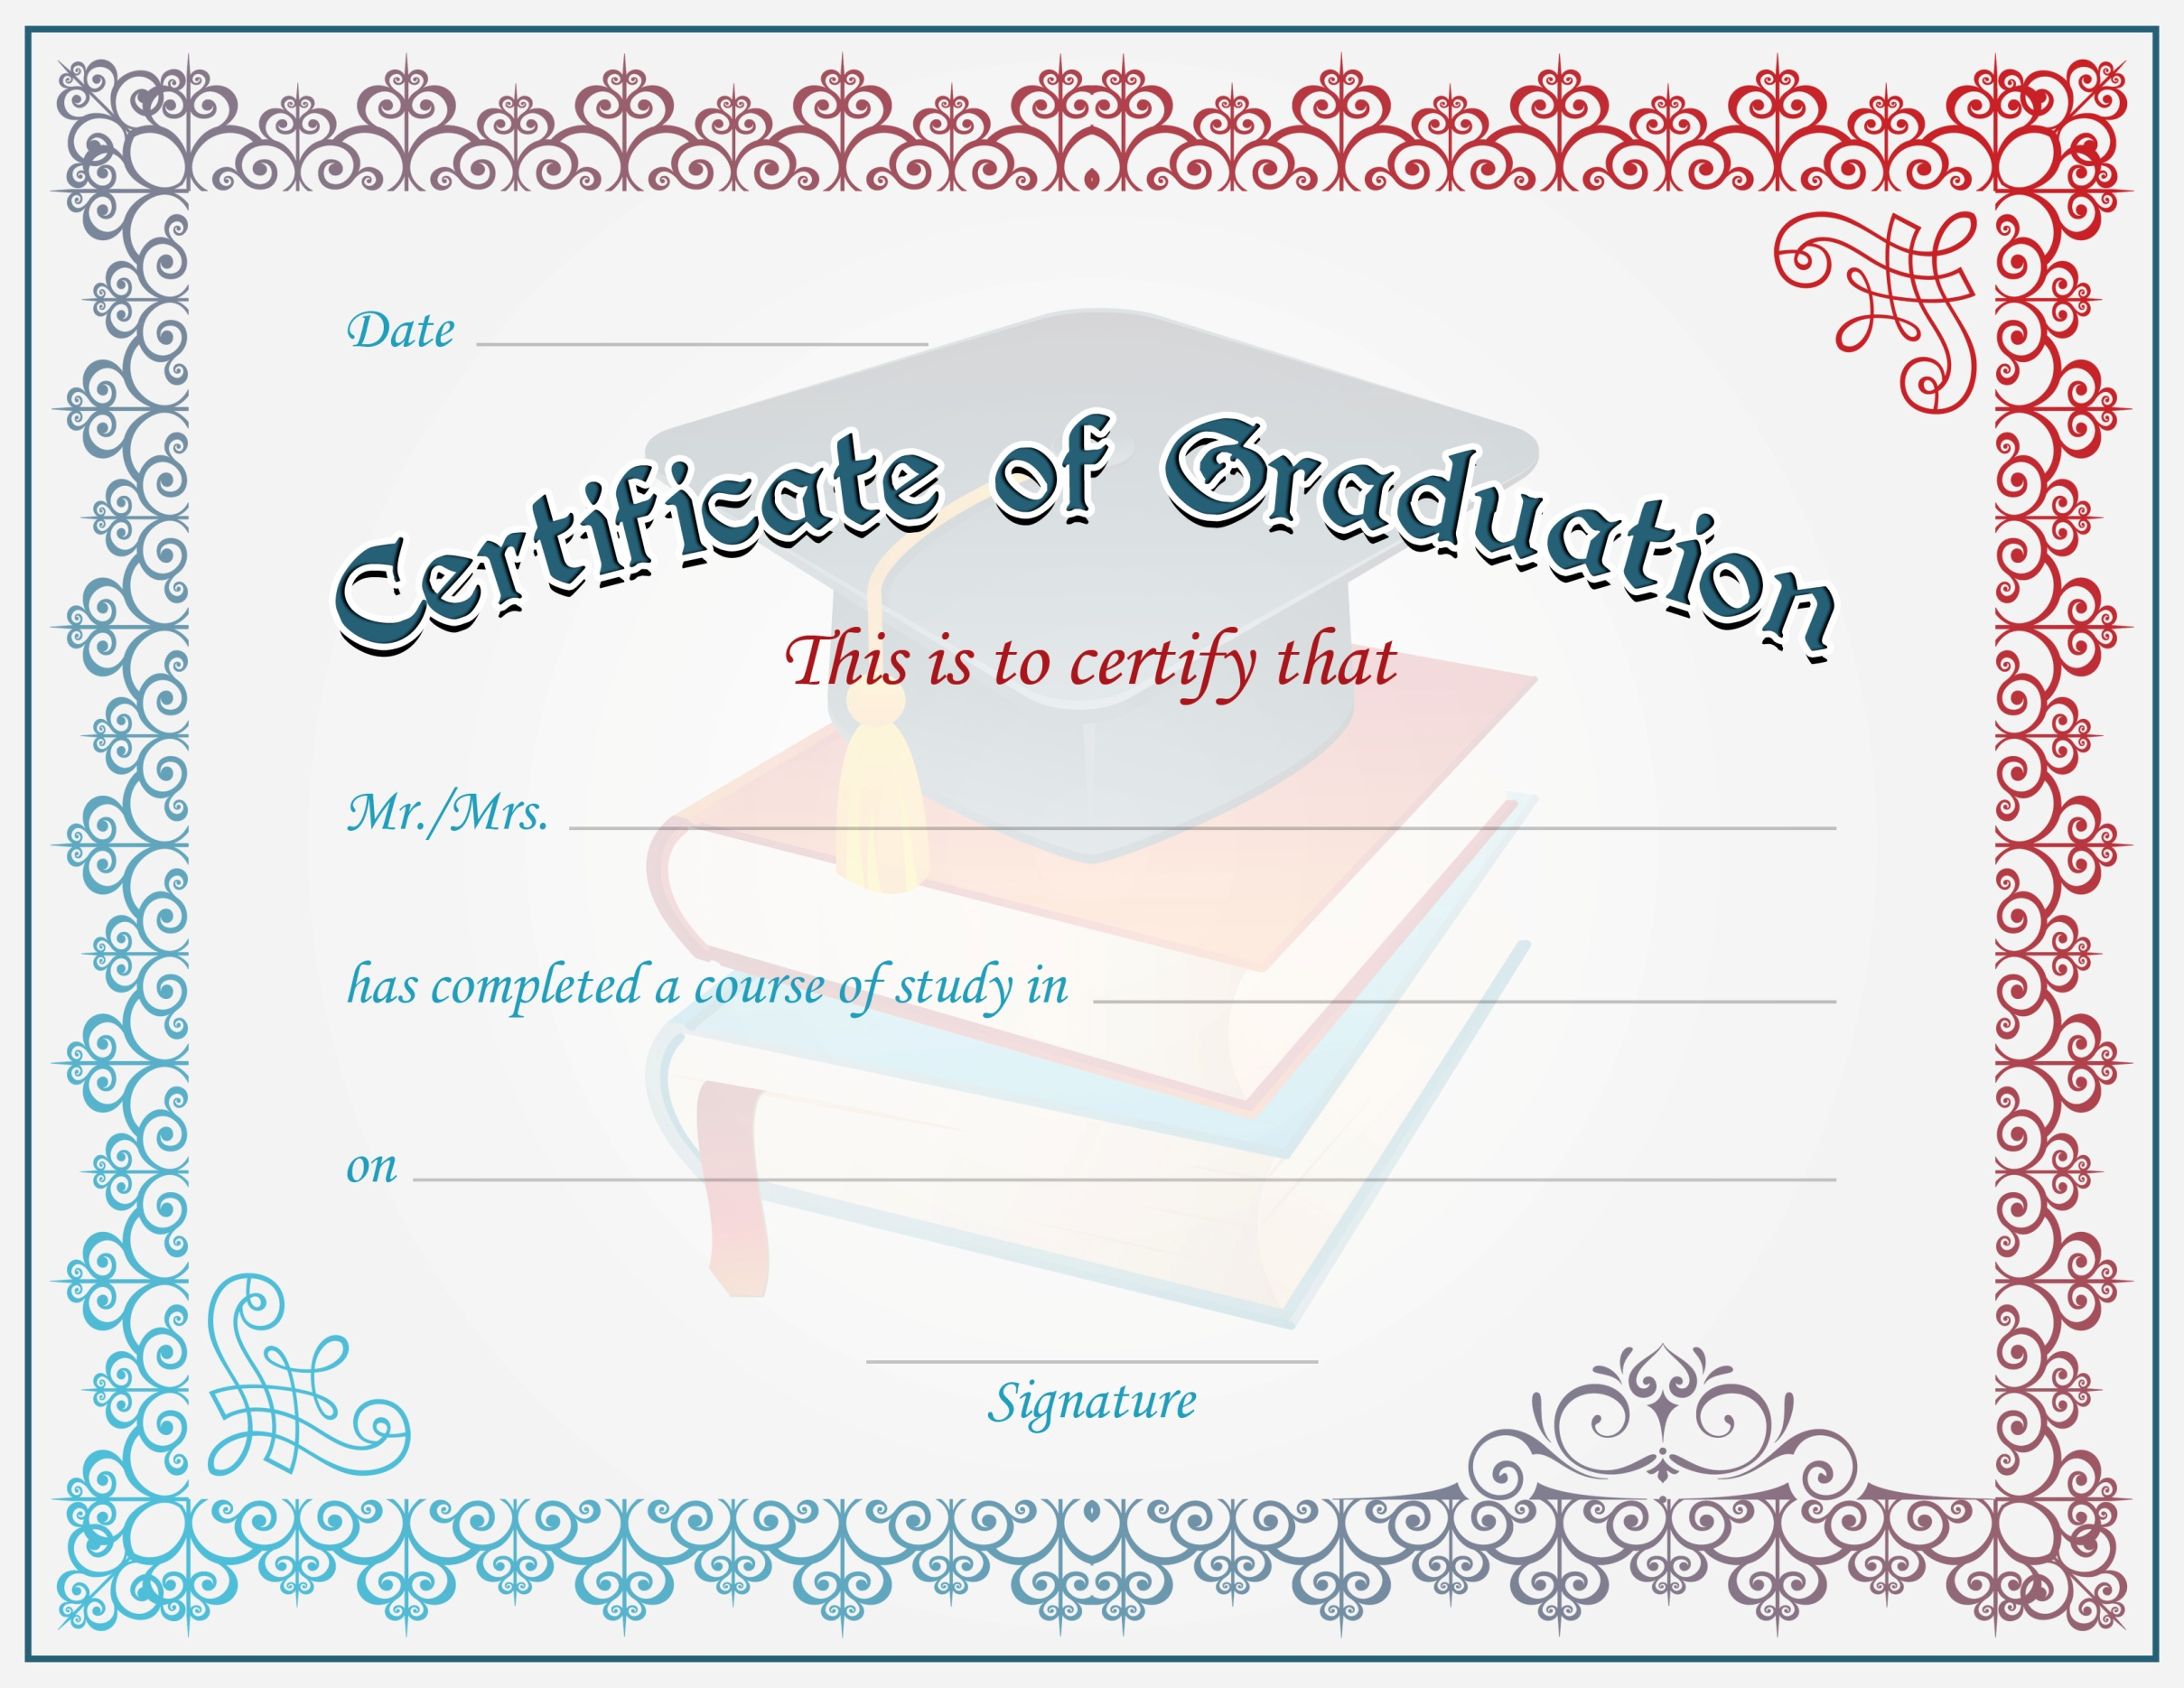 Date
Certificate of Graduation
This is to certify that
Mr./Mrs.
has completed a course of study in
on
Signature